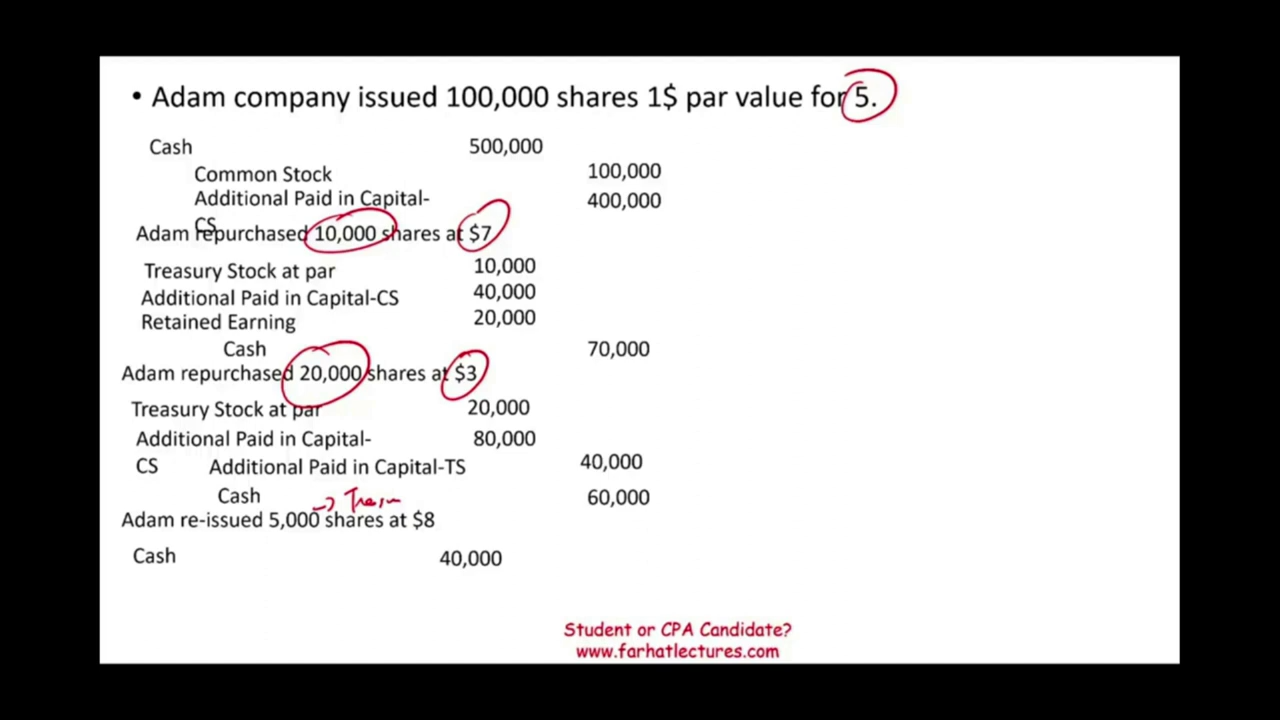 • Adam company issued 100,000 shares 1$ par value for 5.
Cash 500,000
Common Stock 100,000
Additional Paid in Capital- 400,000
CS
Adam repurchased 10,000 shares at $7
Treasury Stock at par 10,000
Additional Paid in Capital-CS 40,000
Retained Earning 20,000
Cash 70,000
Adam repurchased 20,000 shares at $3
Treasury Stock at par 20,000
Additional Paid in Capital- 80,000
CS Additional Paid in Capital-TS 40,000
Cash 60,000
Adam re-issued 5,000 shares at $8
Cash 40,000
Student or CPA Candidate?
www.farhatlectures.com